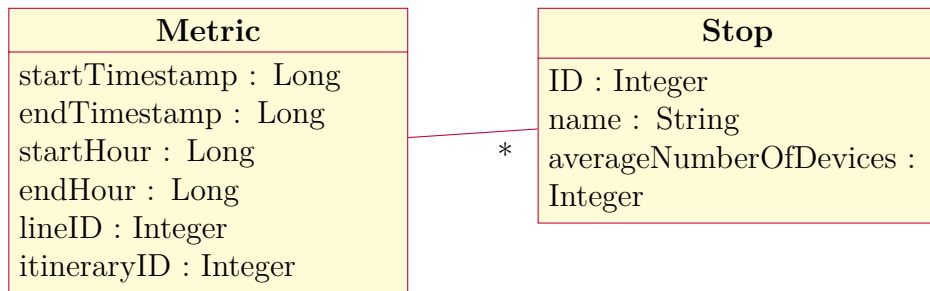 Metric
startTimestamp : Long
endTimestamp : Long
startHour : Long
endHour : Long
lineID : Integer
itineraryID : Integer
*
Stop
ID : Integer
name : String
averageNumberOfDevices :
Integer